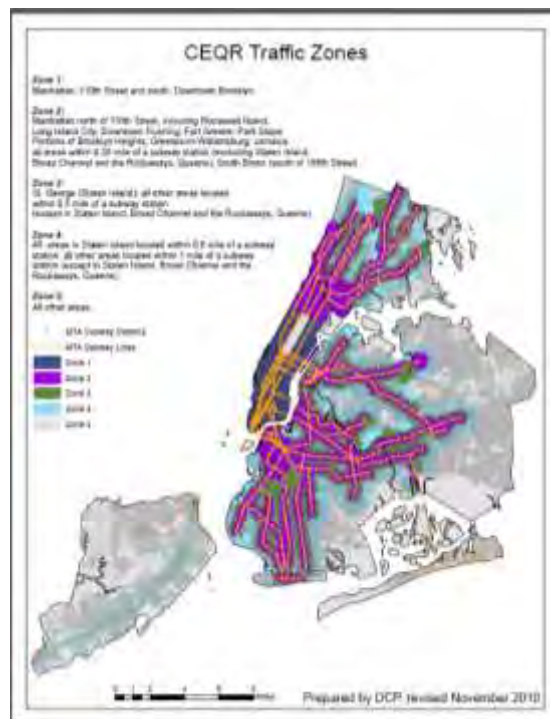 CEQR Traffic Zones
Zone 1:
Manhattan, 110th Street and south, Downtown Brooklyn
Zone 2:
Manhattan north of 110th Street, including Roosevelt Island,
Long Island City, Downtown Flushing, Fort Greene, Park Slope
Portions of Brooklyn Heights, Greenpoint-Williamsburg, Jamaica
all areas within 0.25 mile of a subway station (excluding Staten Island,
Broad Channel and the Rockaways, Queens), South Bronx (south of 165th Street)
Zone 3:
St. George (Staten Island), all other areas located
within 0.5 mile of a subway station
(except in Staten Island, Broad Channel and the Rockaways, Queens)
Zone 4:
All areas in Staten Island located within 0.5 mile of a subway
station, all other areas located within 1 mile of a subway
station (except in Staten Island, Broad Channel and the
Rockaways, Queens)
Zone 5:
All other areas
MTA Subway Stations
MTA Subway Lines
Zone 1
Zone 2
Zone 3
Zone 4
Zone 5
Prepared by DCP, revised November 2010